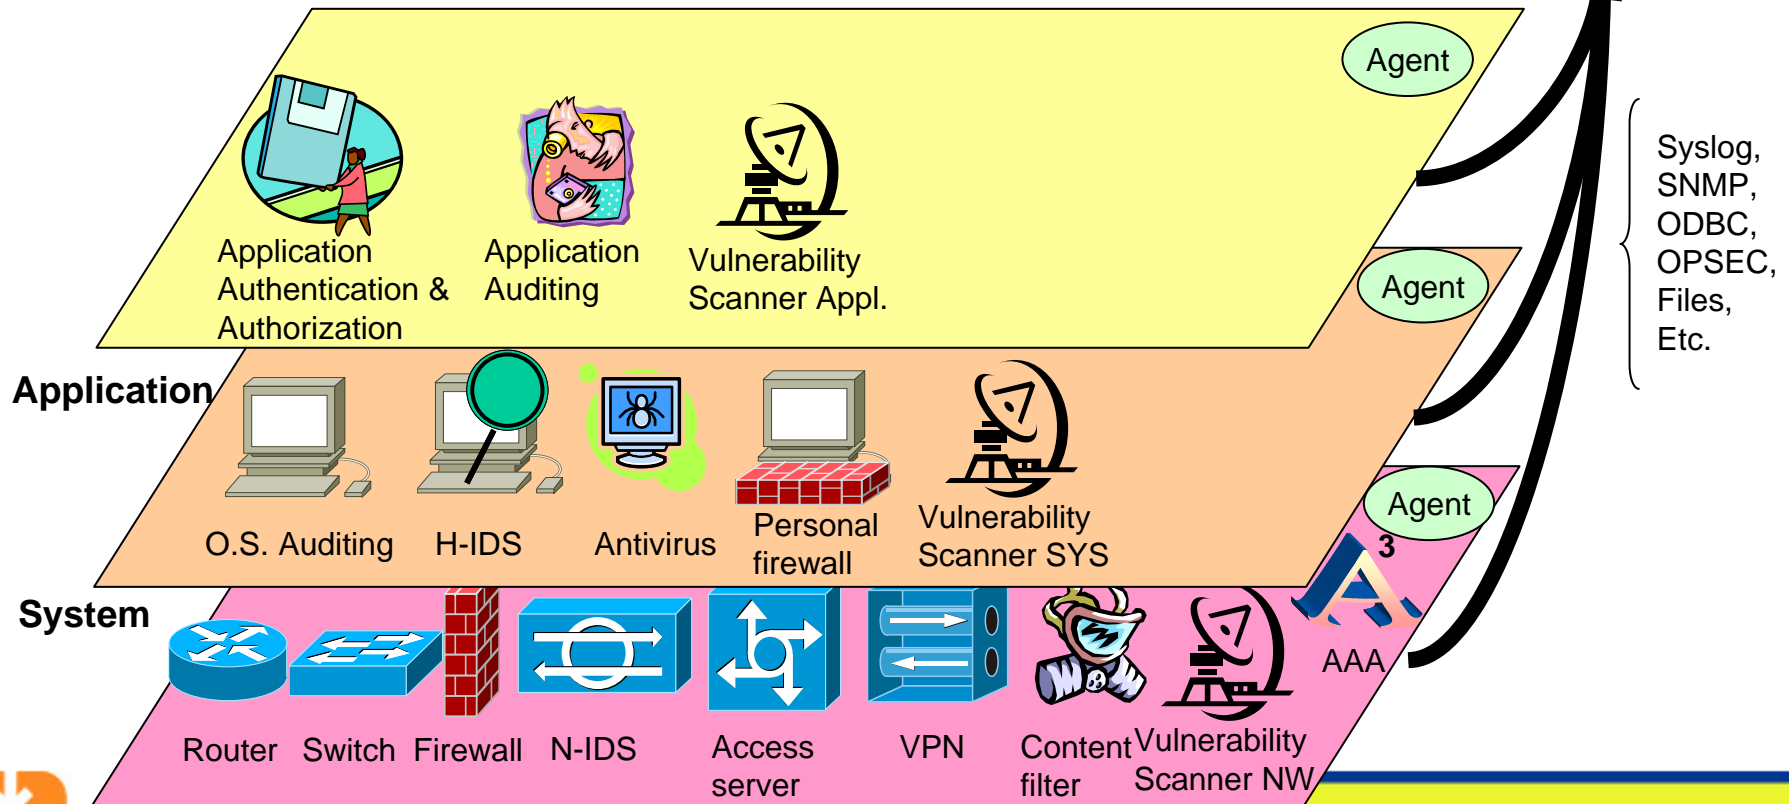 Agent
Application
Authentication &
Authorization
Application
Auditing
Vulnerability
Scanner Appl.
Syslog,
SNMP,
ODBC,
OPSEC,
Files,
Etc.
Application
Agent
O.S. Auditing
H-IDS
Antivirus
Personal
firewall
Vulnerability
Scanner SYS
System
Agent
3
A
AAA
Router
Switch
Firewall
N-IDS
Access
server
VPN
Content
filter
Vulnerability
Scanner NW